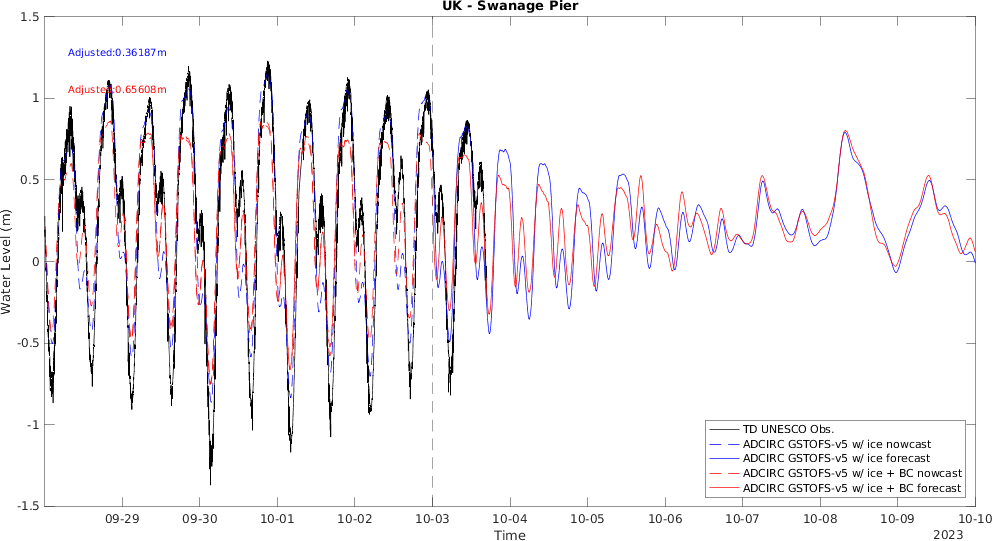 UK - Swanage Pier
Adjusted:0.36187m
Adjusted:0.65608m
Water Level (m)
1.5
1
0.5
0
-0.5
-1
-1.5
TD UNESCO Obs.
ADCIRC GSTOFS-v5 w/ ice nowcast
ADCIRC GSTOFS-v5 w/ ice forecast
ADCIRC GSTOFS-v5 w/ ice + BC nowcast
ADCIRC GSTOFS-v5 w/ ice + BC forecast
09-29 09-30 10-01 10-02 10-03 10-04 10-05 10-06 10-07 10-08 10-09 10-10
Time
2023